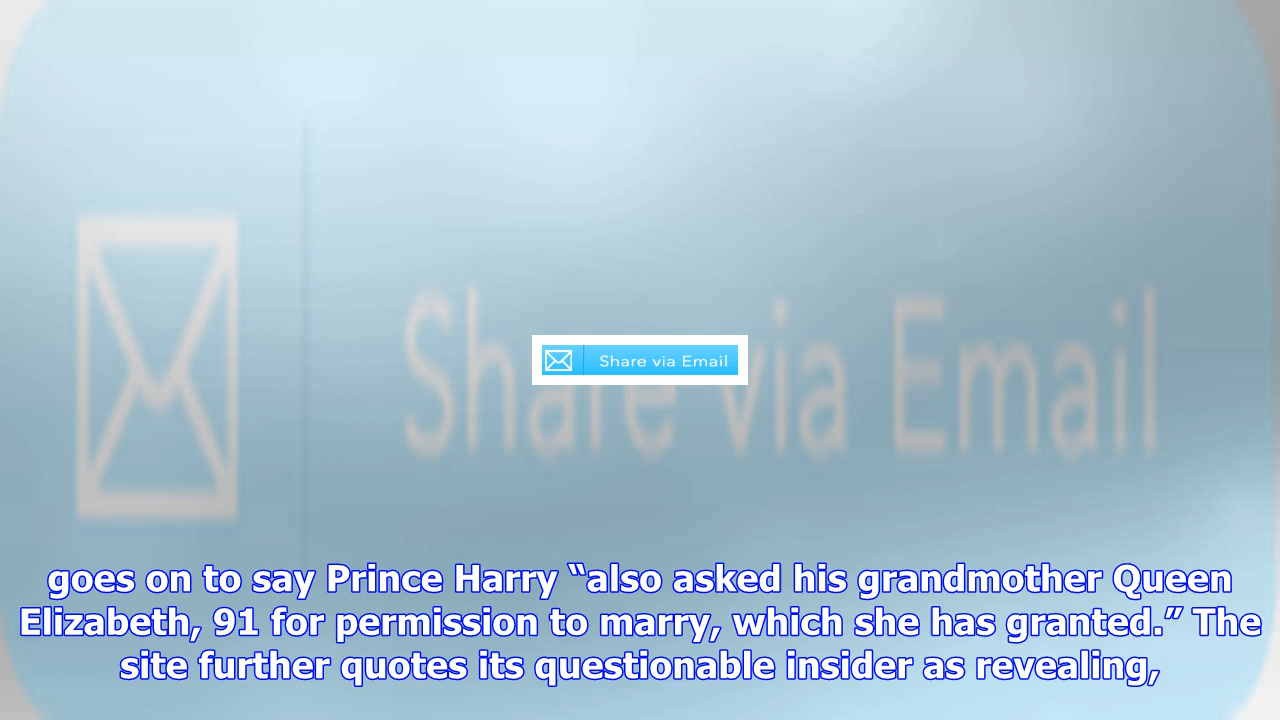 Share via Email
Share via Email
goes on to say Prince Harry “also asked his grandmother Queen
Elizabeth, 91 for permission to marry, which she has granted.” The
site further quotes its questionable insider as revealing,